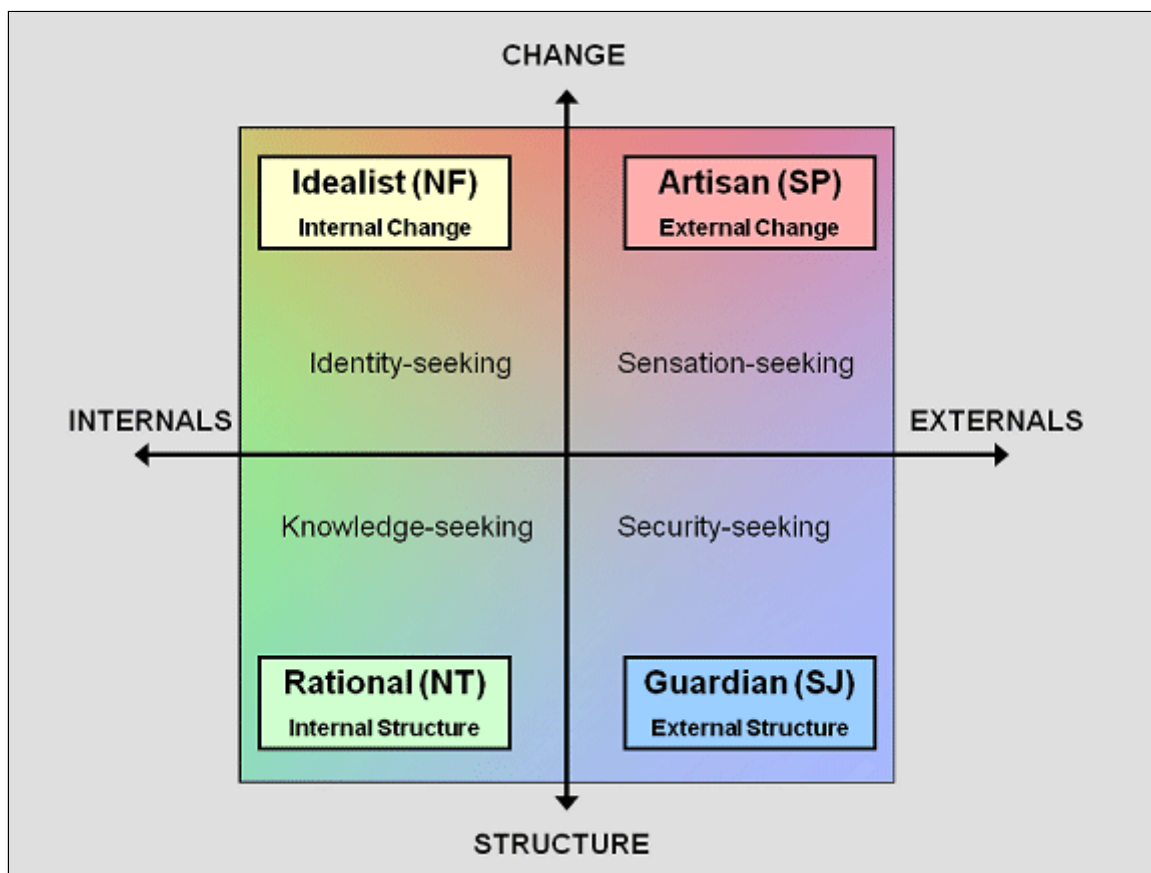 CHANGE
Idealist (NF)
Internal Change
Artisan (SP)
External Change
Identity-seeking
Sensation-seeking
INTERNALS
EXTERNALS
Knowledge-seeking
Security-seeking
Rational (NT)
Internal Structure
Guardian (SJ)
External Structure
STRUCTURE